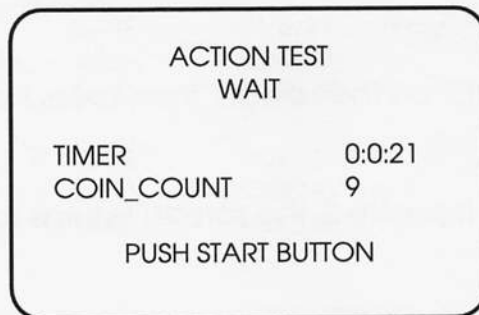 ACTION TEST
WAIT
TIMER 0:0:21
COIN_COUNT 9
PUSH START BUTTON